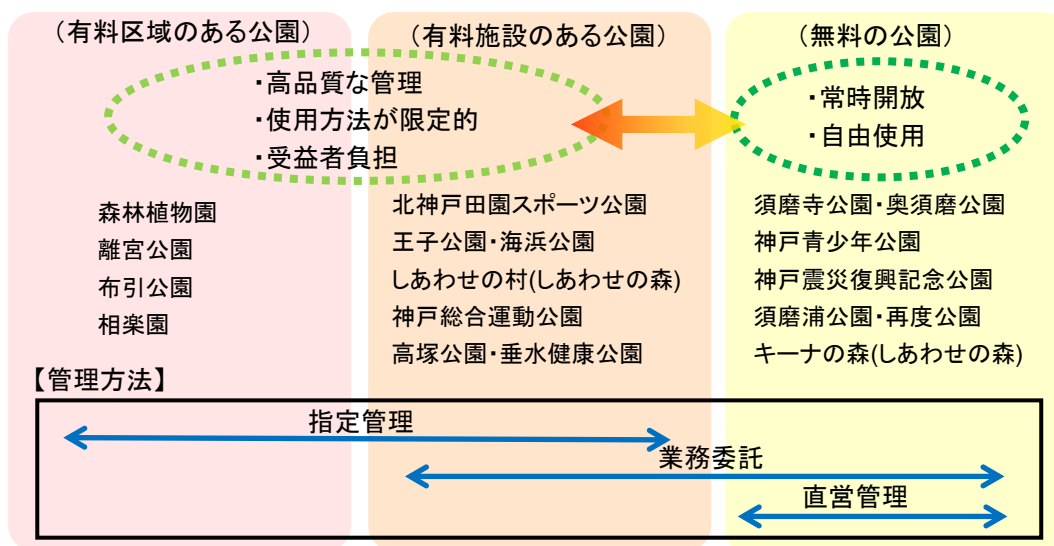 （有料区域のある公園）
（有料施設のある公園）
（無料の公園）
・高品質な管理
・使用方法が限定的
・受益者負担
・常時開放
・自由使用
森林植物園
離宮公園
布引公園
相楽園
北神戸田園スポーツ公園
王子公園・海浜公園
しあわせの村(しあわせの森)
神戸総合運動公園
高塚公園・垂水健康公園
須磨寺公園・奥須磨公園
神戸青少年公園
神戸震災復興記念公園
須磨浦公園・再度公園
キーナの森(しあわせの森)
【管理方法】
指定管理
業務委託
直営管理